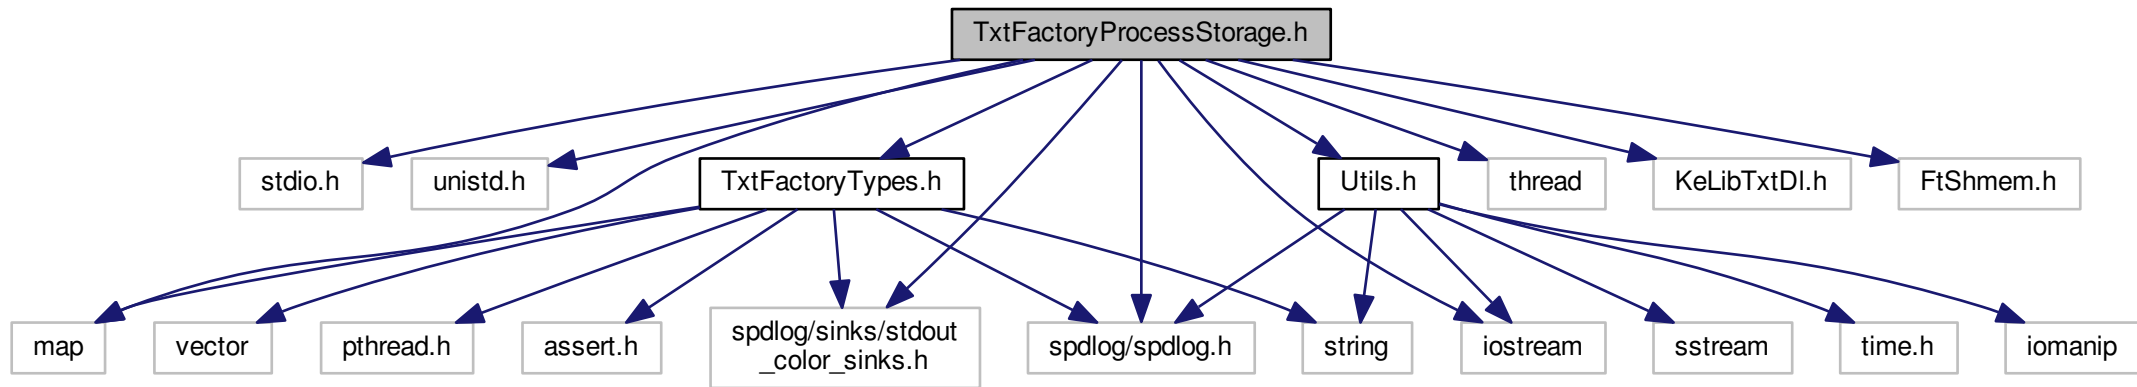 TxtFactoryProcessStorage.h
stdio.h
unistd.h
TxtFactoryTypes.h
Utils.h
thread
KeLibTxtDl.h
FtShmem.h
map
vector
pthread.h
assert.h
spdlog/sinks/stdout
_color_sinks.h
spdlog/spdlog.h
string
iostream
sstream
time.h
iomanip